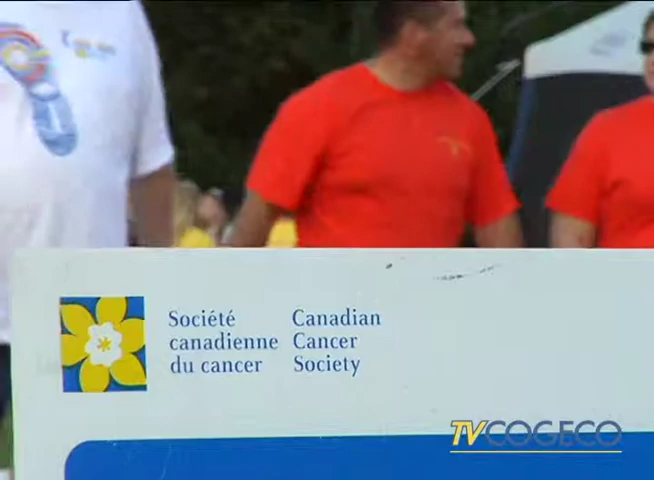 Société
canadienne
du cancer
Canadian
Cancer
Society
TVCOGECO